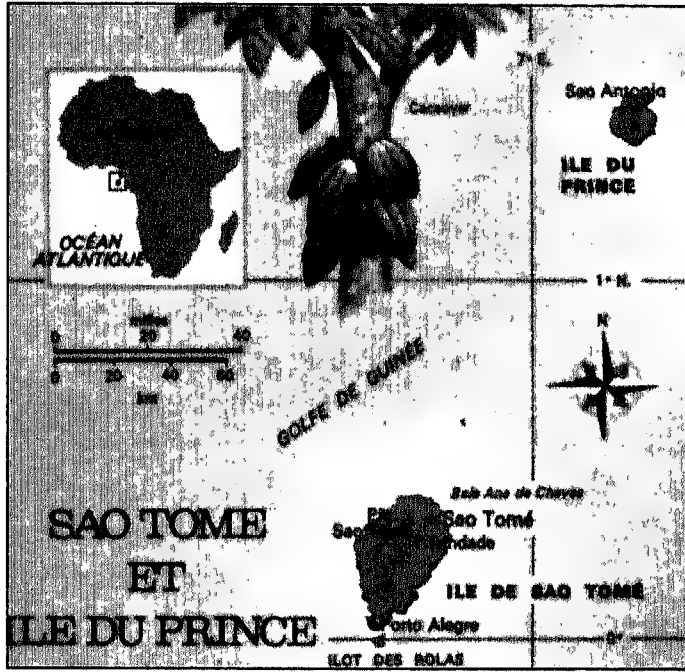 7° E.
Cacaoyer
Sao Antonio
ILE DU
PRINCE
OCÉAN
ATLANTIQUE
1° N.
milles
0 20 40
0 20 40 60
km
N
GOLFE DE GUINÉE
Baie Ana de Chaves
Sao Tomé
SAO TOME
ET
ILE DU PRINCE
ILE DE SAO TOMÉ
Porto Alegre
0°
ILOT DES ROLAS